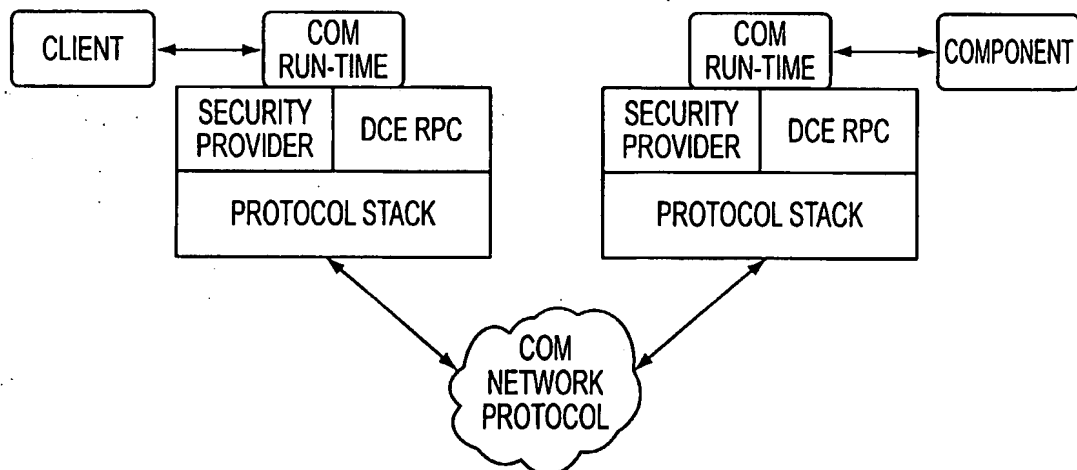 CLIENT
COM
RUN-TIME
COM
RUN-TIME
COMPONENT
SECURITY
PROVIDER
DCE RPC
SECURITY
PROVIDER
DCE RPC
PROTOCOL STACK
PROTOCOL STACK
COM
NETWORK
PROTOCOL